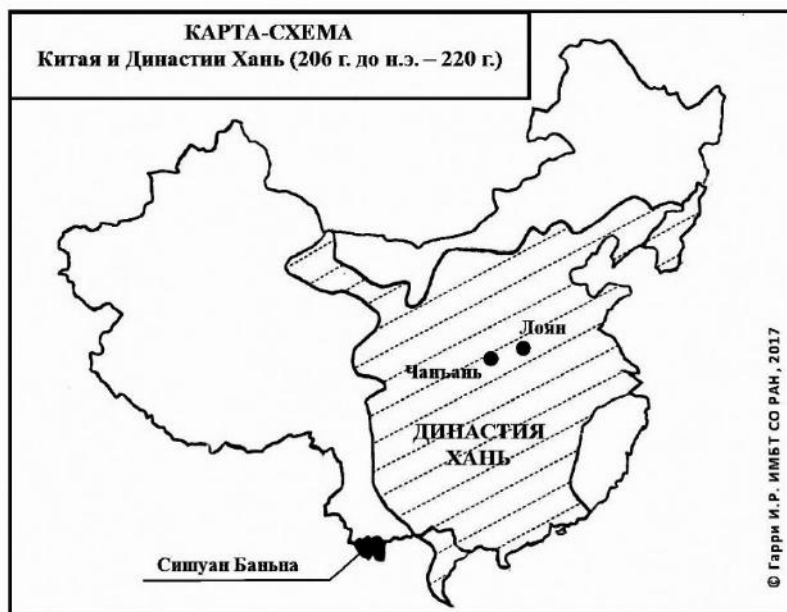 КАРТА-СХЕМА
Китая и Династии Хань (206 г. до н.э. – 220 г.)
Лоян
Чанъань
ДИНАСТИЯ
ХАНЬ
Сишуан Баньна
© Гарри И.Р. ИМБТ СО РАН, 2017